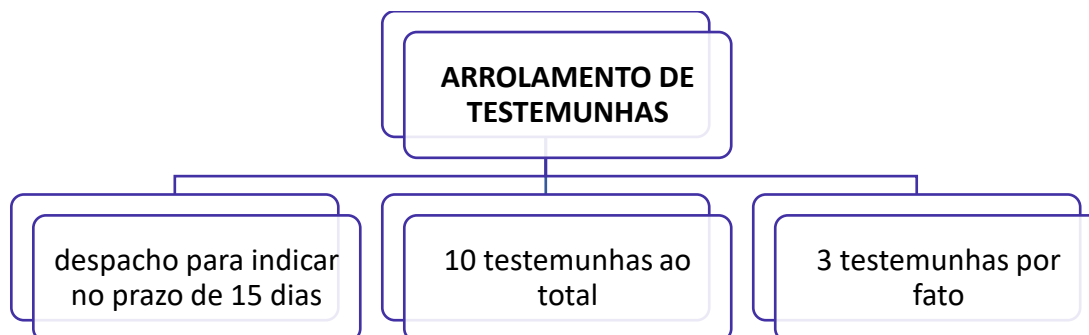 ARROLAMENTO DE
TESTEMUNHAS
despacho para indicar
no prazo de 15 dias
10 testemunhas ao
total
3 testemunhas por
fato